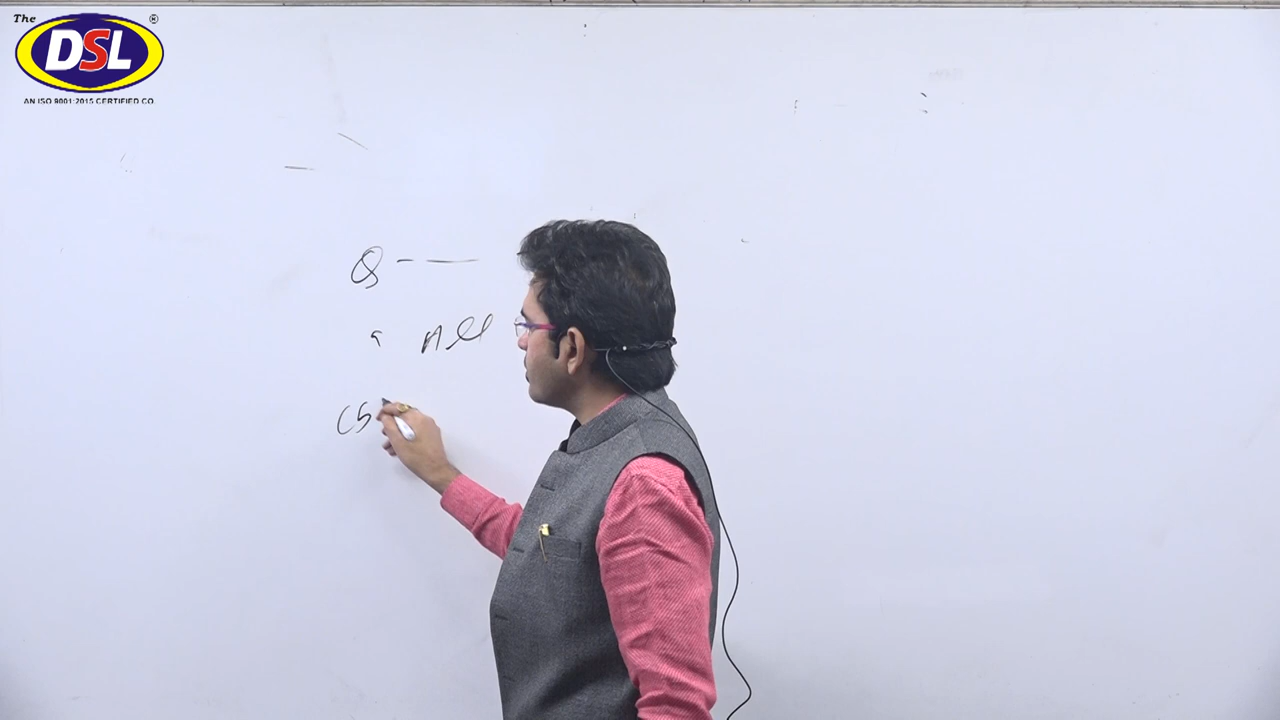 The DSL ®
AN ISO 9001:2015 CERTIFIED CO.
Q - —
All
CS